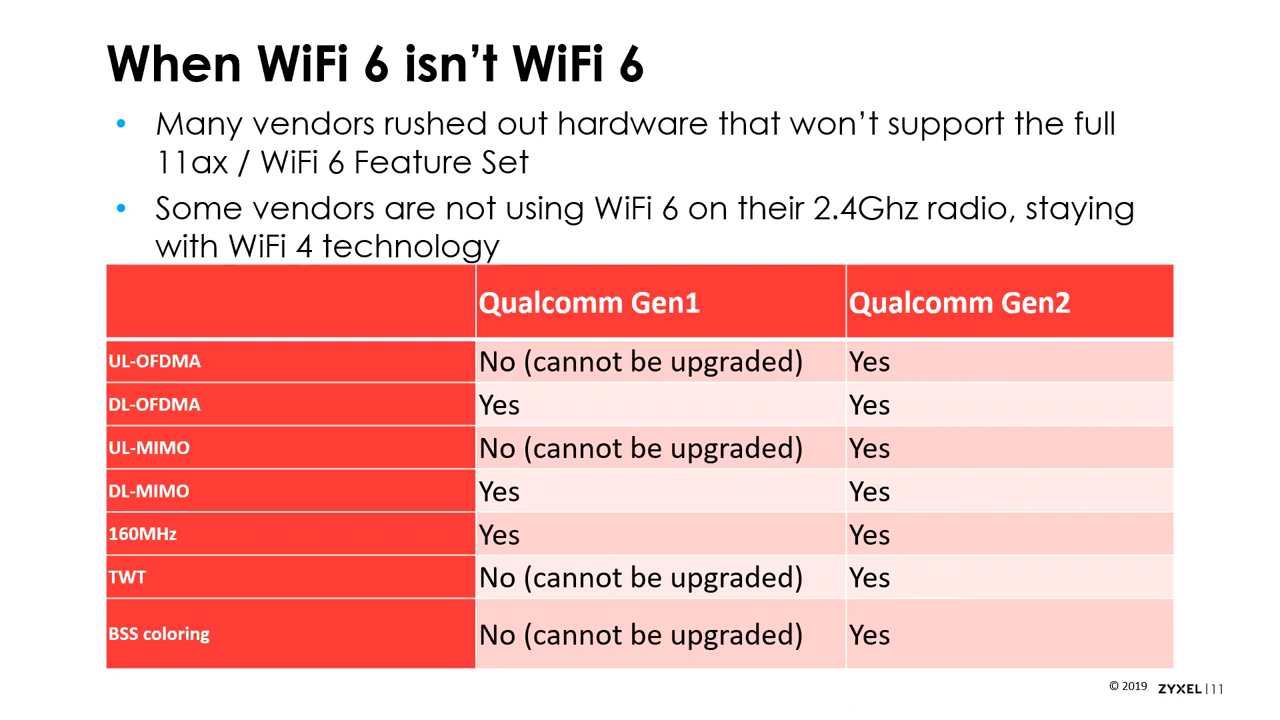 When WiFi 6 isn't WiFi 6
• Many vendors rushed out hardware that won't support the full
11ax / WiFi 6 Feature Set
• Some vendors are not using WiFi 6 on their 2.4Ghz radio, staying
with WiFi 4 technology
Qualcomm Gen1 Qualcomm Gen2
UL-OFDMA No (cannot be upgraded) Yes
DL-OFDMA Yes Yes
UL-MIMO No (cannot be upgraded) Yes
DL-MIMO Yes Yes
160MHz Yes Yes
TWT No (cannot be upgraded) Yes
BSS coloring No (cannot be upgraded) Yes
© 2019 ZYXEL | 11